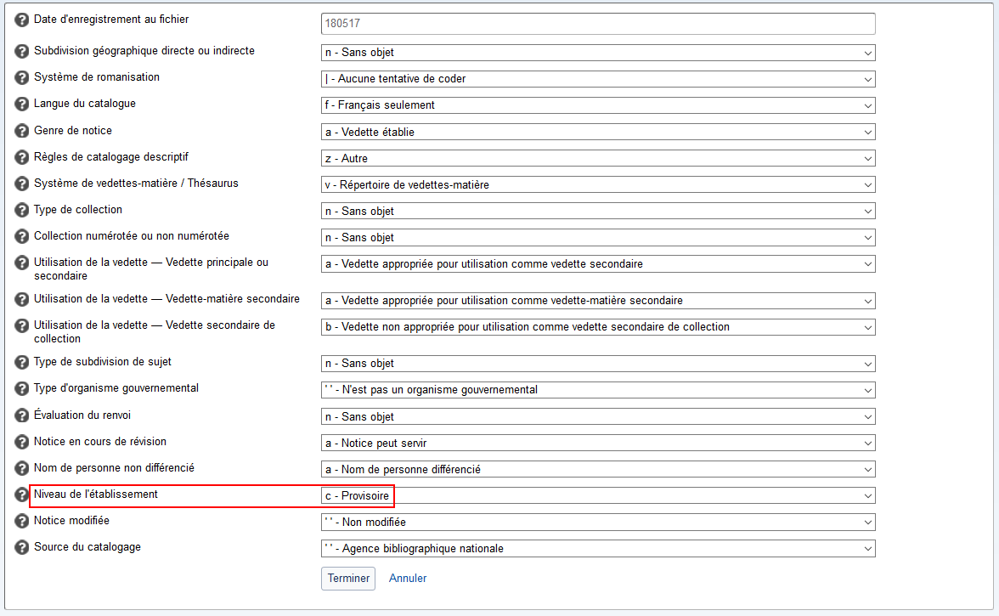 Date d'enregistrement au fichier
180517
Subdivision géographique directe ou indirecte
n - Sans objet
Système de romanisation
| - Aucune tentative de coder
Langue du catalogue
f - Français seulement
Genre de notice
a - Vedette établie
Règles de catalogage descriptif
z - Autre
Système de vedettes-matière / Thésaurus
v - Répertoire de vedettes-matière
Type de collection
n - Sans objet
Collection numérotée ou non numérotée
n - Sans objet
Utilisation de la vedette — Vedette principale ou
secondaire
a - Vedette appropriée pour utilisation comme vedette secondaire
Utilisation de la vedette — Vedette-matière secondaire
a - Vedette appropriée pour utilisation comme vedette-matière secondaire
Utilisation de la vedette — Vedette secondaire de
collection
b - Vedette non appropriée pour utilisation comme vedette secondaire de collection
Type de subdivision de sujet
n - Sans objet
Type d'organisme gouvernemental
' ' - N'est pas un organisme gouvernemental
Évaluation du renvoi
n - Sans objet
Notice en cours de révision
a - Notice peut servir
Nom de personne non différencié
a - Nom de personne différencié
Niveau de l'établissement
c - Provisoire
Notice modifiée
' ' - Non modifiée
Source du catalogage
' ' - Agence bibliographique nationale
Terminer
Annuler